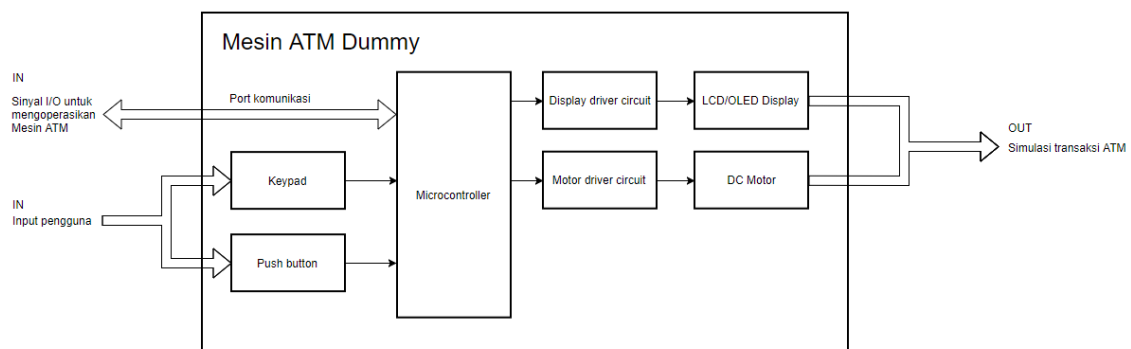 Mesin ATM Dummy
IN
Sinyal I/O untuk
mengoperasikan
Mesin ATM
Port komunikasi
Microcontroller
Display driver circuit
LCD/OLED Display
OUT
Simulasi transaksi ATM
Keypad
Motor driver circuit
DC Motor
IN
Input pengguna
Push button